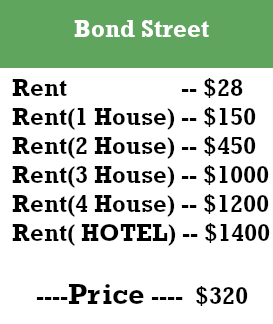 Bond Street
Rent -- $28
Rent(1 House) -- $150
Rent(2 House) -- $450
Rent(3 House) -- $1000
Rent(4 House) -- $1200
Rent( HOTEL) -- $1400
----Price ---- $320